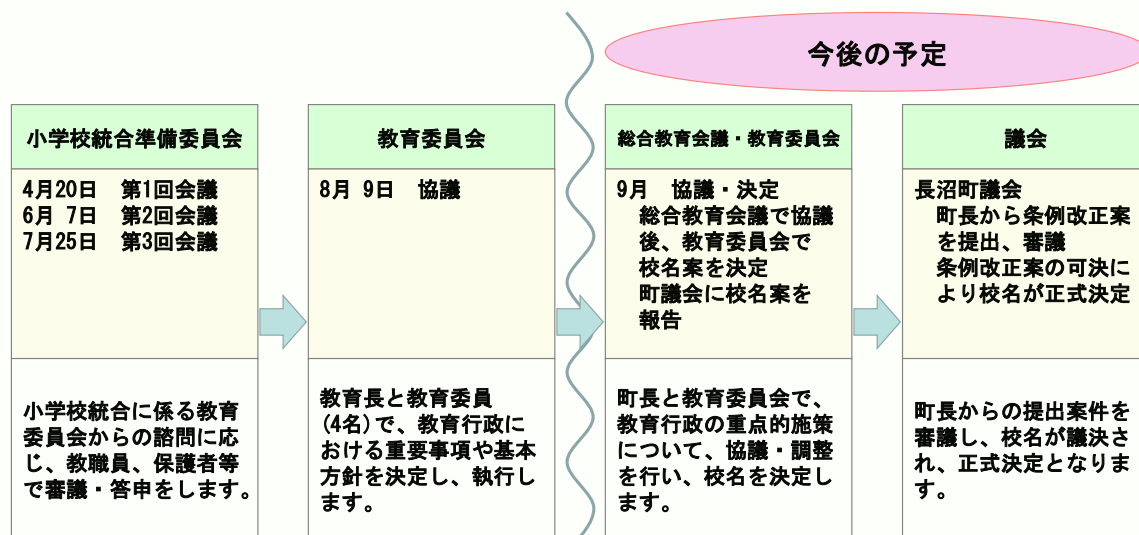 今後の予定
小学校統合準備委員会
4月20日　第1回会議
6月 7日　第2回会議
7月25日　第3回会議
小学校統合に係る教育
委員会からの諮問に応
じ、教職員、保護者等
で審議・答申をします。
教育委員会
8月 9日　協議
教育長と教育委員
(4名)で、教育行政に
おける重要事項や基本
方針を決定し、執行し
ます。
総合教育会議・教育委員会
9月　協議・決定
総合教育会議で協議
後、教育委員会で
校名案を決定
町議会に校名案を
報告
町長と教育委員会で、
教育行政の重点的施策
について、協議・調整
を行い、校名を決定し
ます。
議会
長沼町議会
町長から条例改正案
を提出、審議
条例改正案の可決に
より校名が正式決定
町長からの提出案件を
審議し、校名が議決さ
れ、正式決定となりま
す。